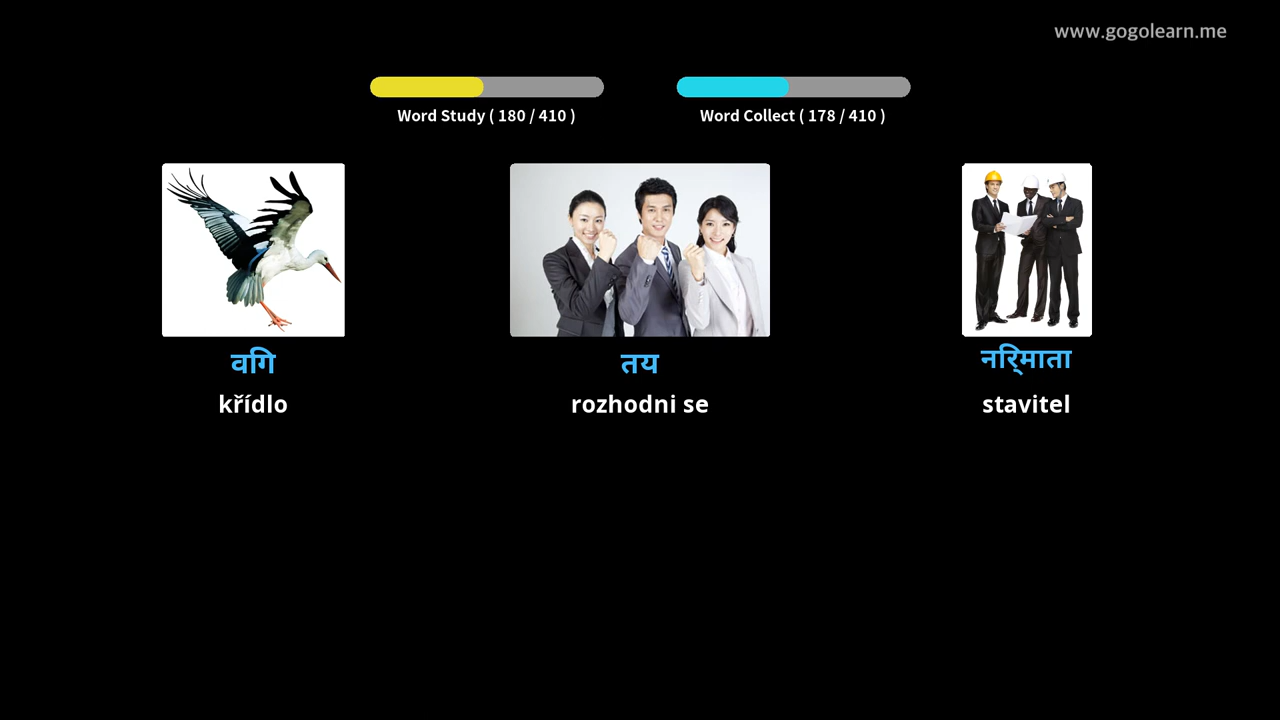 www.gogolearn.me
Word Study ( 180 / 410 )
Word Collect ( 178 / 410 )
वगि
तय
नरि्माता
křídlo
rozhodni se
stavitel